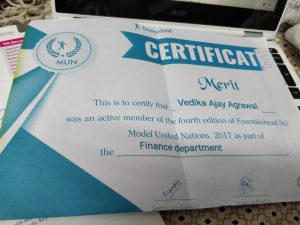 acer
MUN
CERTIFICAT
Merit
This is to certify that Vedika Ajay Agrawal
was an active member of the fourth edition of Fountainhead Scl
Model United Nations 2017 as part of
the Finance department